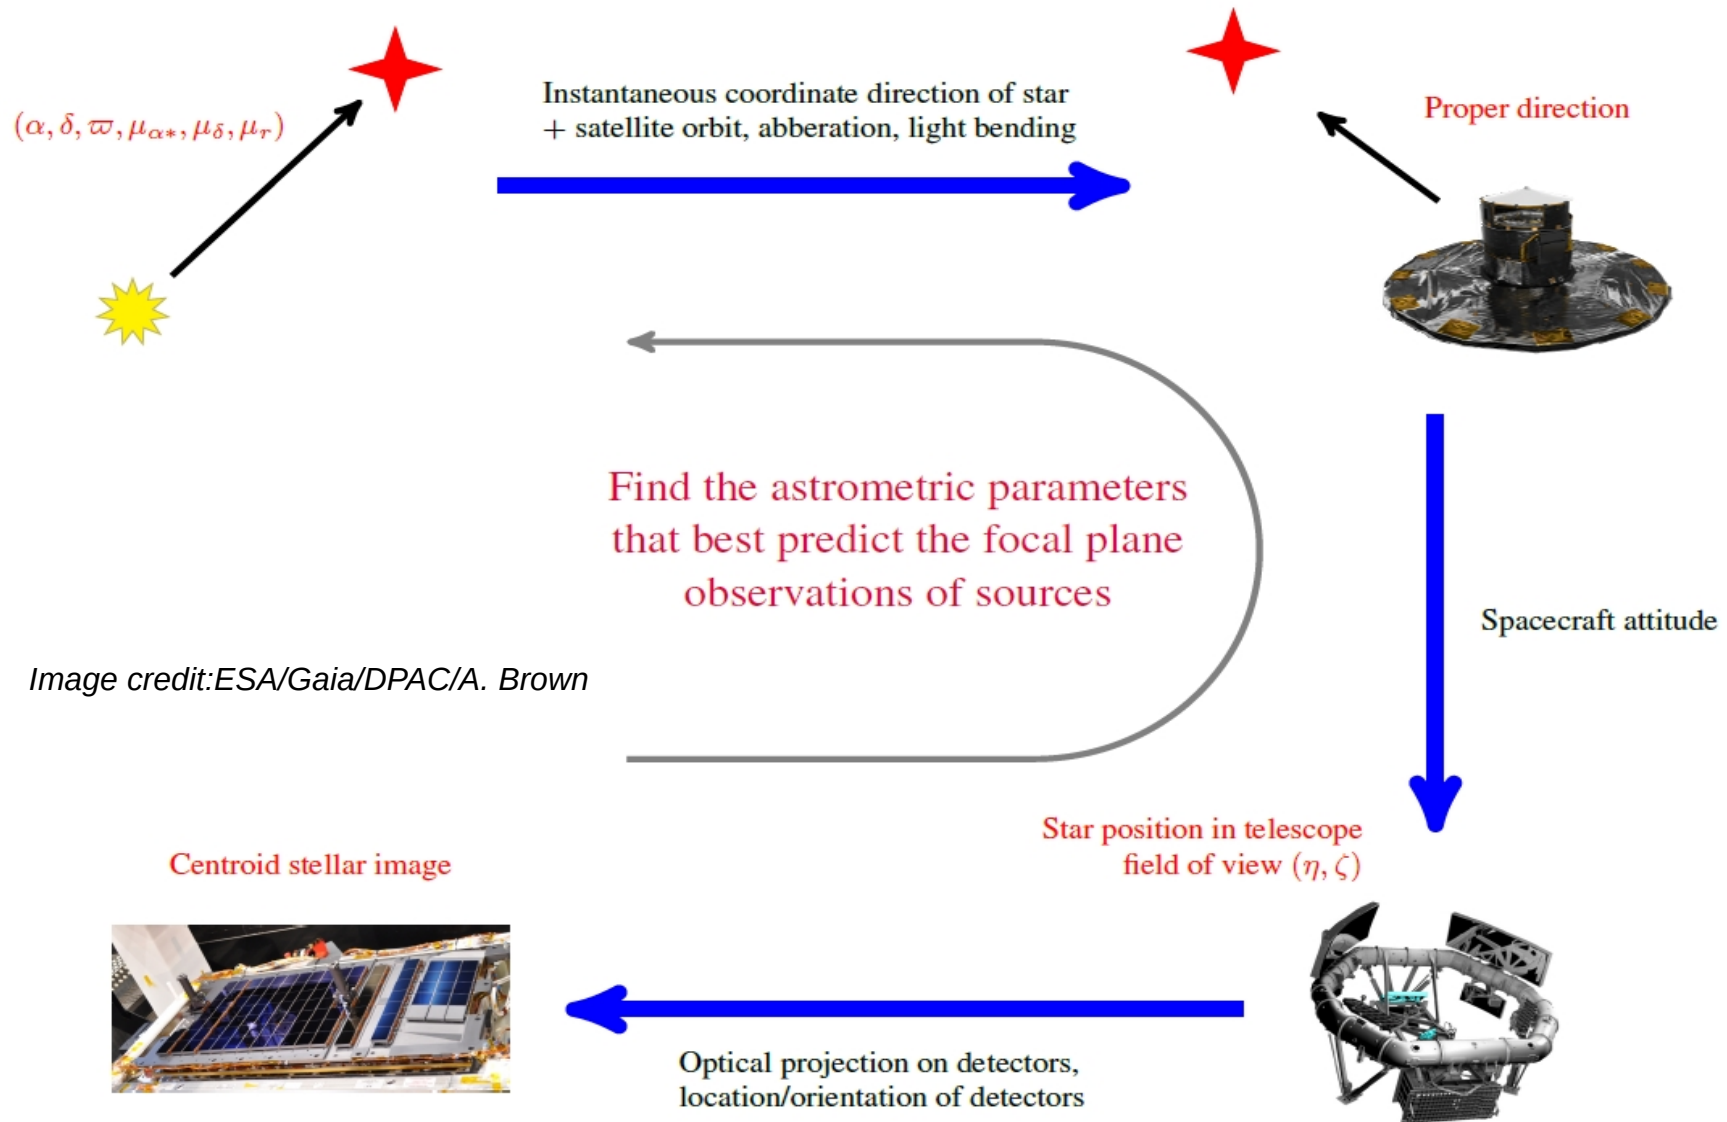 (α, δ, ϖ, μα∗, μδ, μr)
Instantaneous coordinate direction of star
+ satellite orbit, abberation, light bending
Proper direction
Find the astrometric parameters
that best predict the focal plane
observations of sources
Spacecraft attitude
Image credit:ESA/Gaia/DPAC/A. Brown
Star position in telescope
field of view (η, ζ)
Centroid stellar image
Optical projection on detectors,
location/orientation of detectors